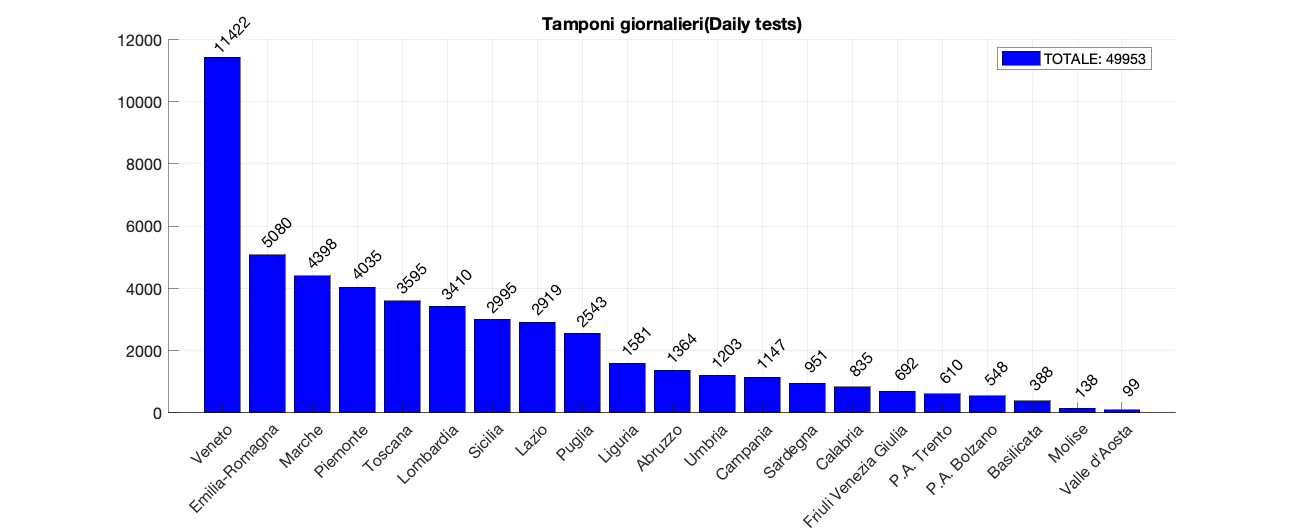 Tamponi giornalieri(Daily tests)
TOTALE: 49953
12000
10000
8000
6000
4000
2000
0
11422
5080
4398
4035
3595
3410
2995
2919
2543
1581
1364
1203
1147
951
835
692
610
548
388
138
99
Veneto
Emilia-Romagna
Marche
Piemonte
Toscana
Lombardia
Sicilia
Lazio
Puglia
Liguria
Abruzzo
Umbria
Campania
Sardegna
Calabria
Friuli Venezia Giulia
P.A. Trento
P.A. Bolzano
Basilicata
Molise
Valle d'Aosta